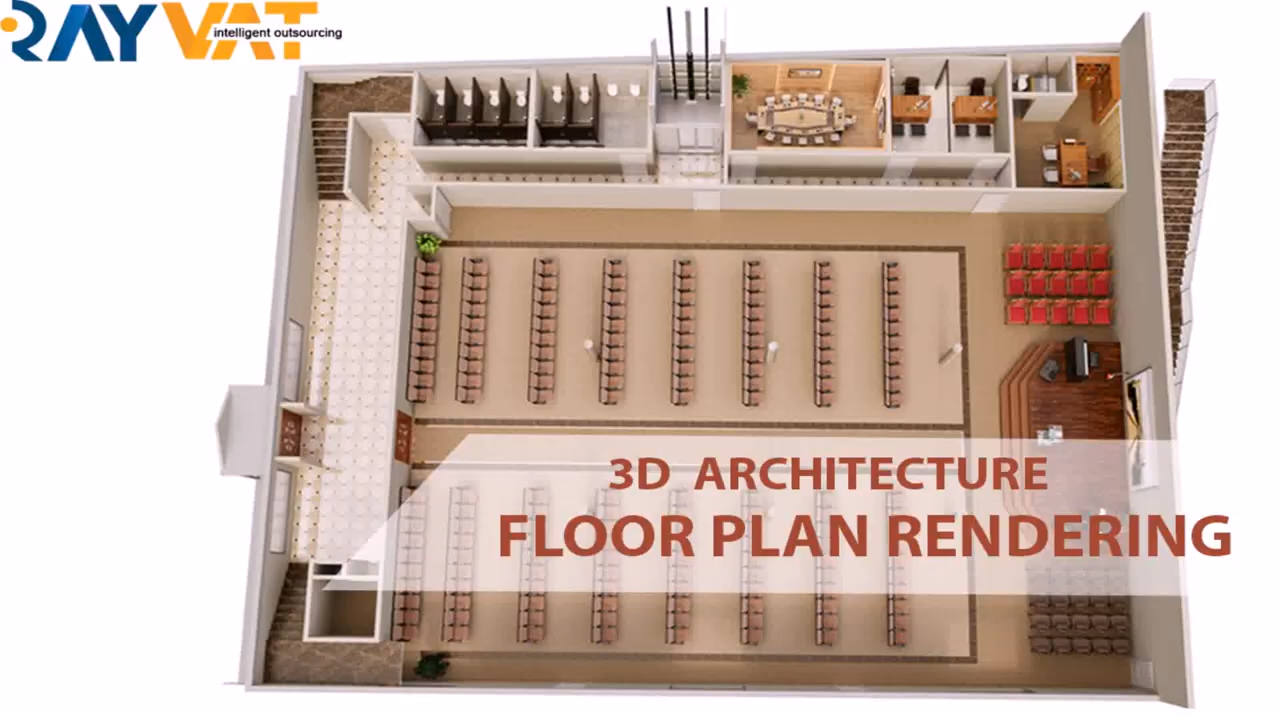 RAYVAT
intelligent outsourcing
3D ARCHITECTURE
FLOOR PLAN RENDERING